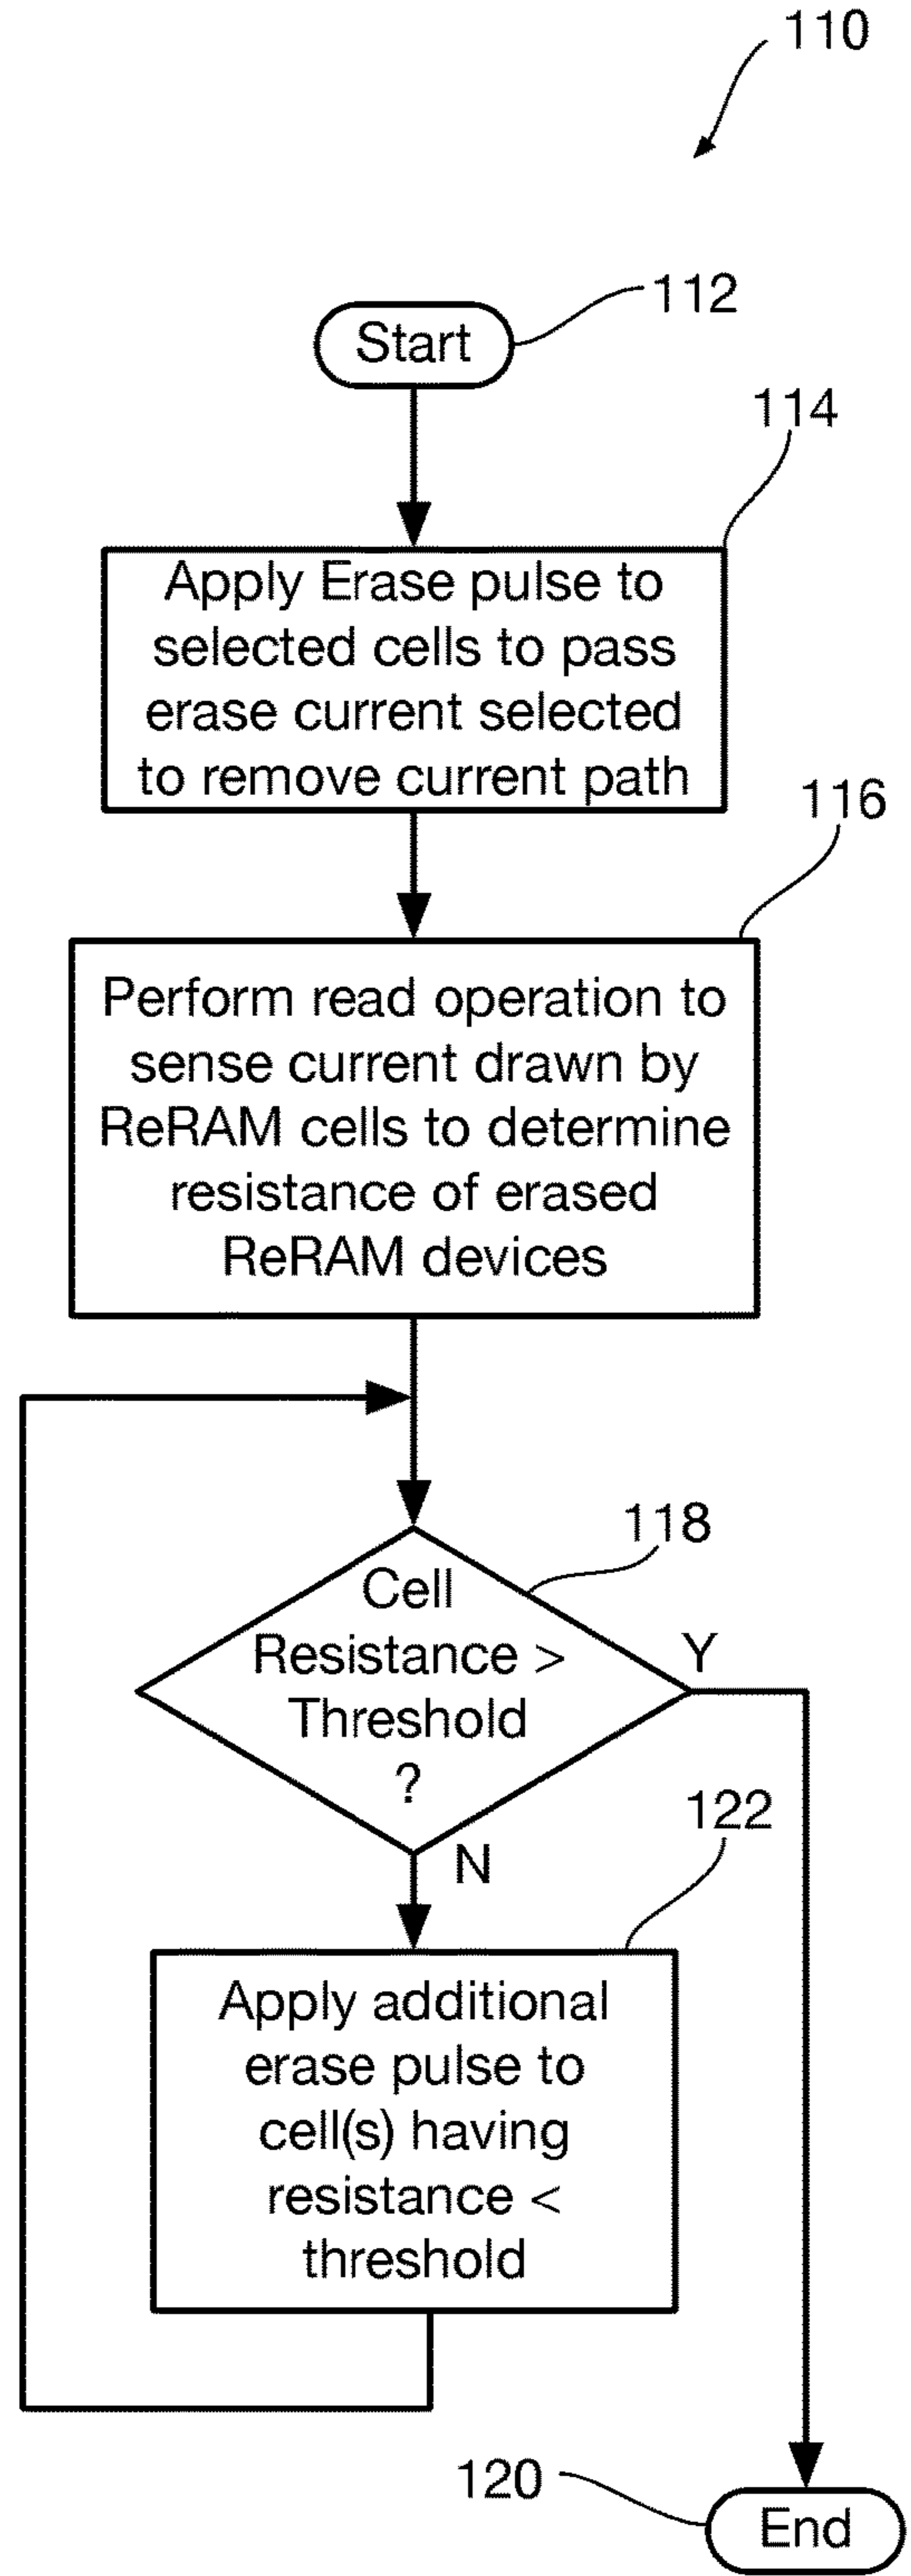 110
112
Start
114
Apply Erase pulse to
selected cells to pass
erase current selected
to remove current path
116
Perform read operation to
sense current drawn by
ReRAM cells to determine
resistance of erased
ReRAM devices
118
Cell
Resistance >
Threshold
?
Y
N
122
Apply additional
erase pulse to
cell(s) having
resistance <
threshold
120
End